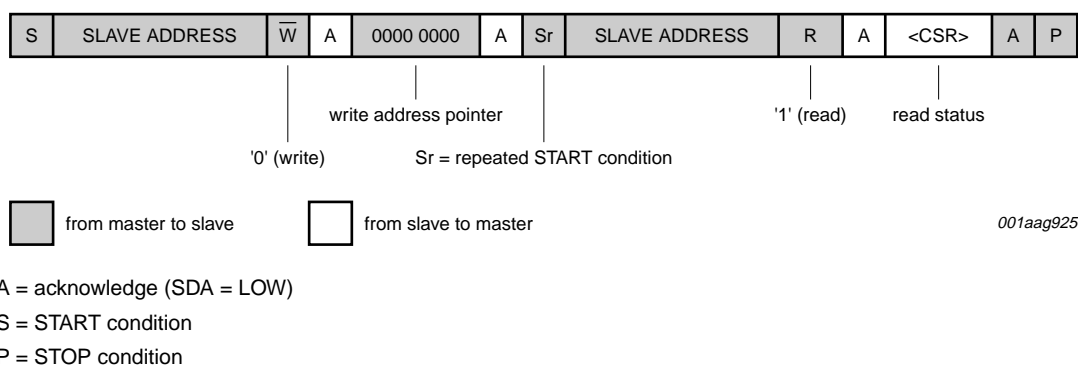 S SLAVE ADDRESS W̅ A 0000 0000 A Sr SLAVE ADDRESS R A <CSR> A P
write address pointer '1' (read) read status
'0' (write) Sr = repeated START condition
from master to slave from slave to master 001aag925
A = acknowledge (SDA = LOW)
S = START condition
P = STOP condition